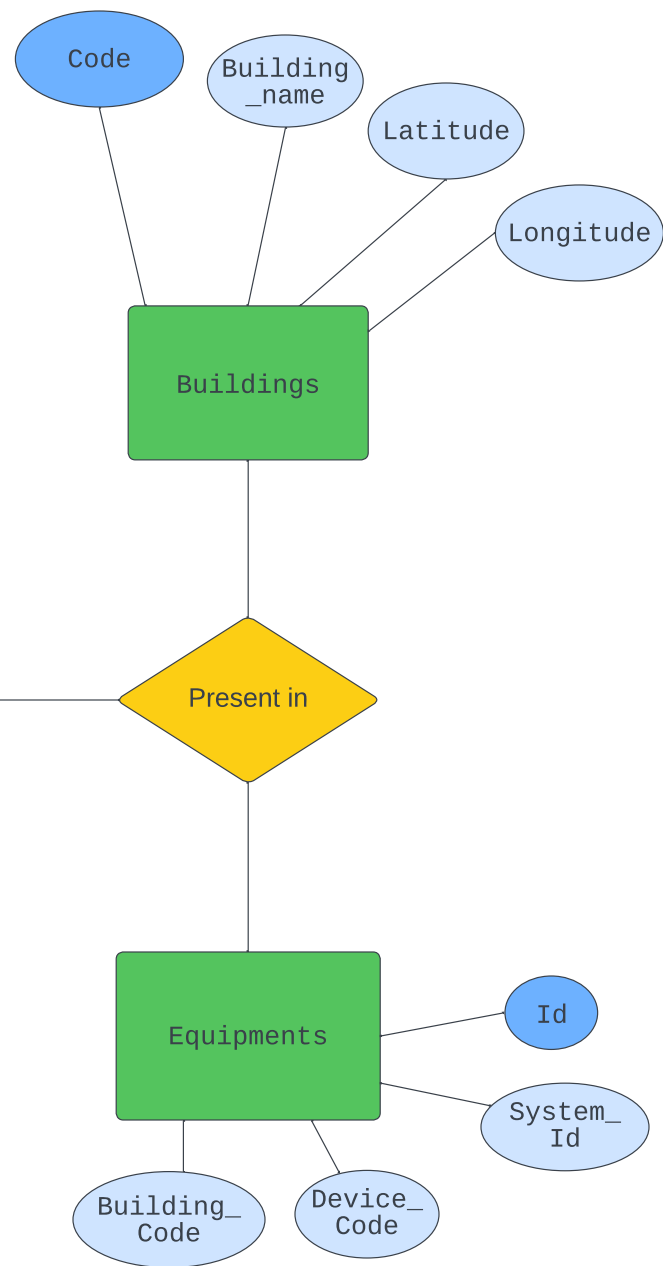 Code
Building
_name
Latitude
Longitude
Buildings
Present in
Equipments
Id
System_
Id
Building_
Code
Device_
Code